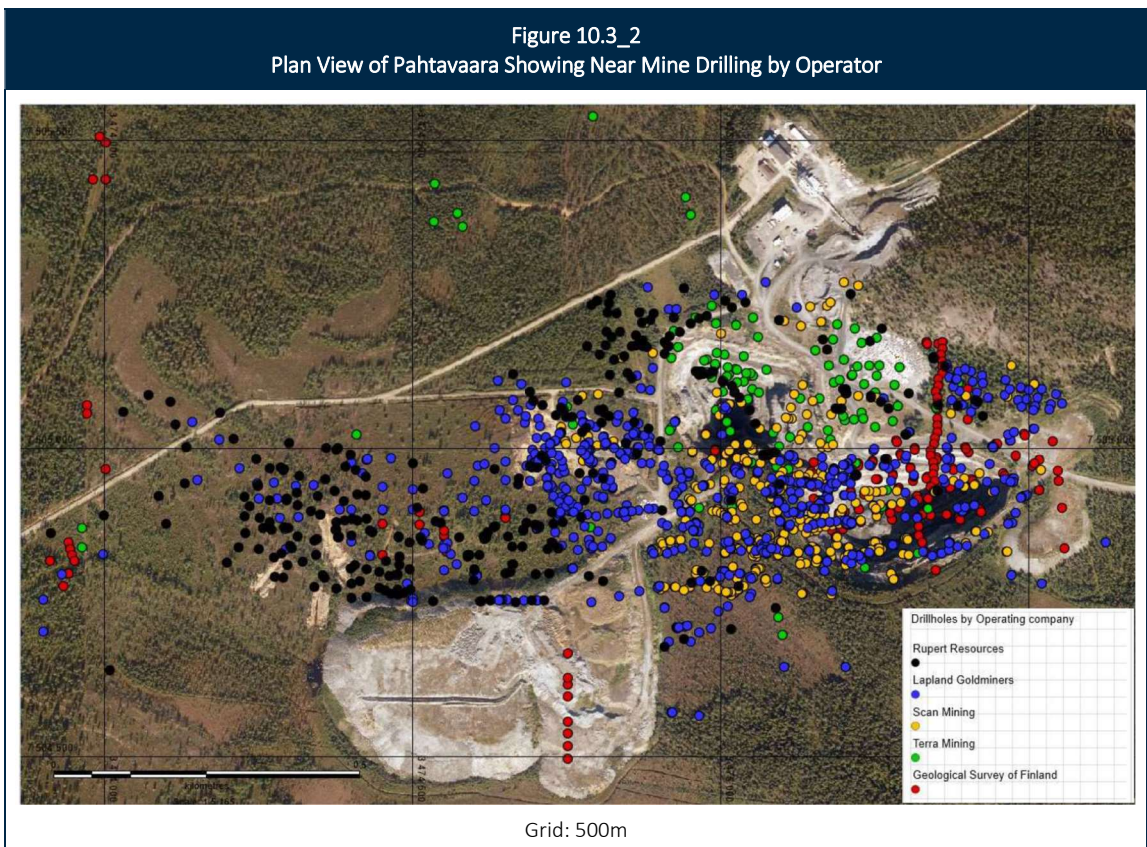 Figure 10.3_2
Plan View of Pahtavaara Showing Near Mine Drilling by Operator
Drillholes by Operating company
Rupert Resources
Lapland Goldminers
Scan Mining
Terra Mining
Geological Survey of Finland
Grid: 500m